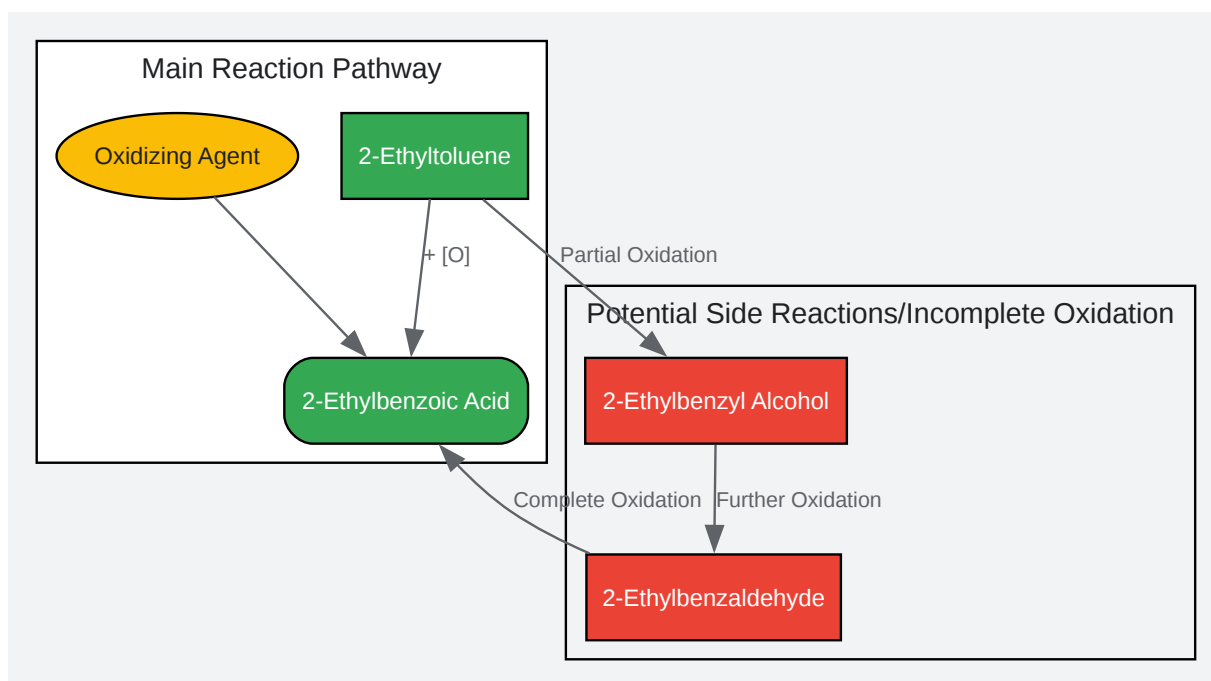 Main Reaction Pathway
Oxidizing Agent
2-Ethyltoluene
+ [O]
Partial Oxidation
Potential Side Reactions/Incomplete Oxidation
2-Ethylbenzoic Acid
2-Ethylbenzyl Alcohol
Complete Oxidation
Further Oxidation
2-Ethylbenzaldehyde